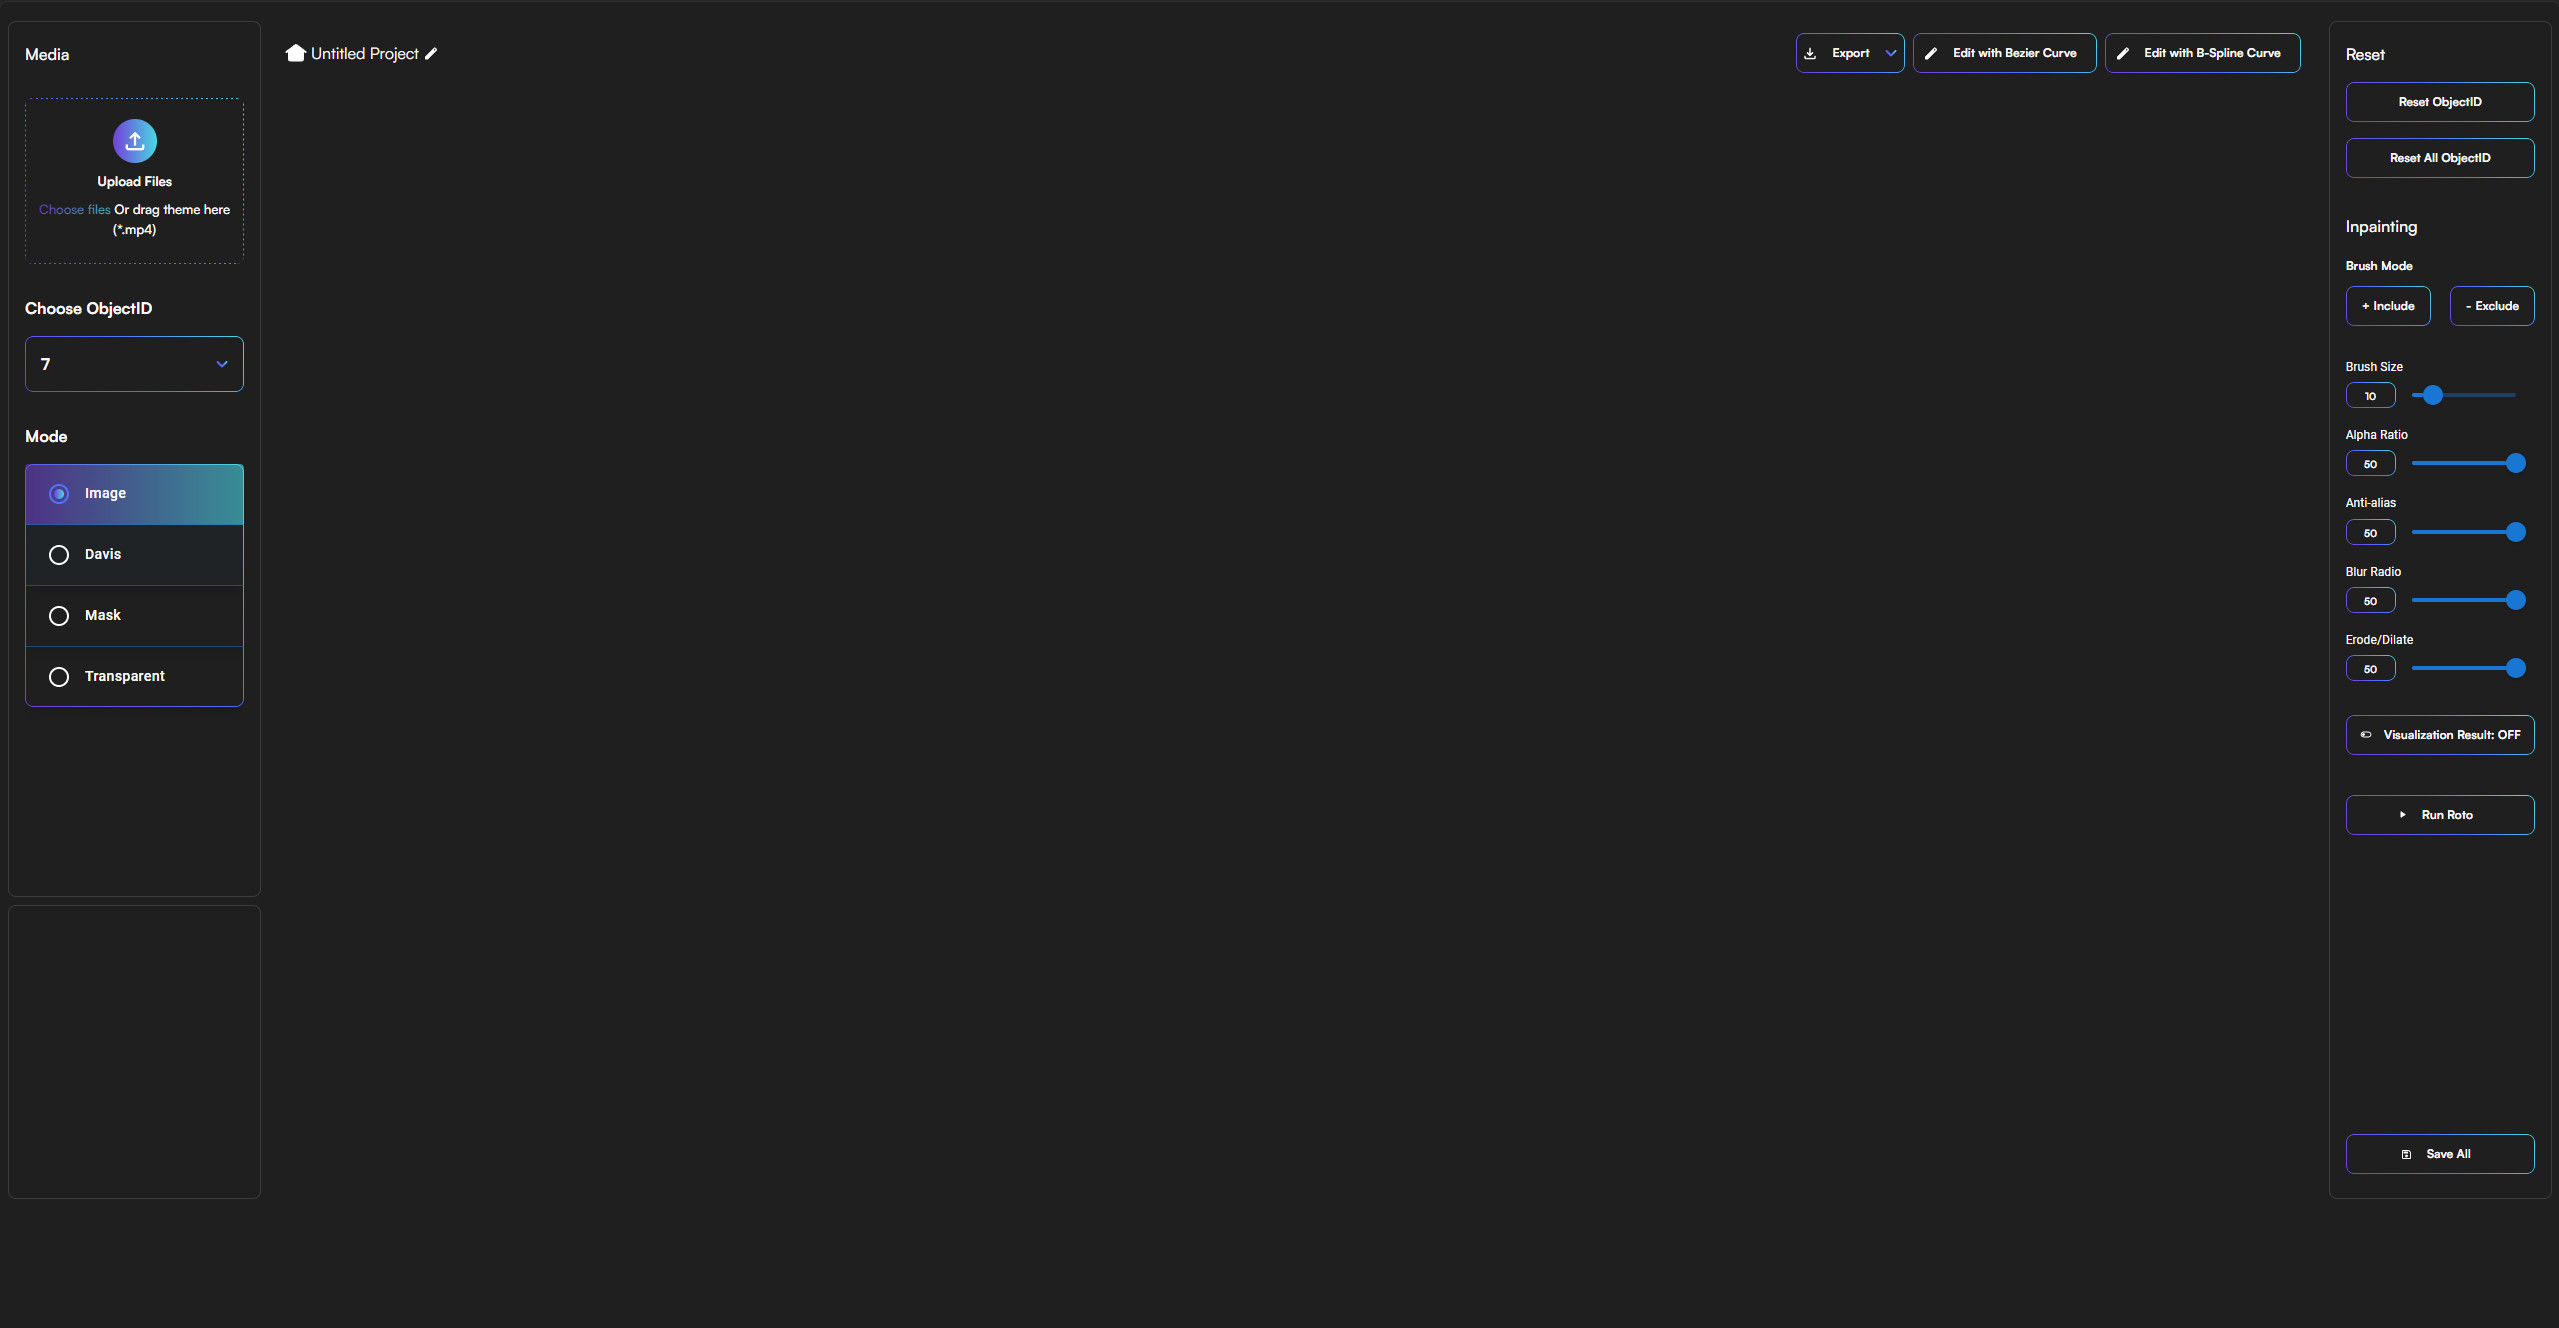 Media
Upload Files
Choose files Or drag theme here
(*.mp4)
Choose ObjectID
7
Mode
Image
Davis
Mask
Transparent
Untitled Project
Export
Edit with Bezier Curve
Edit with B-Spline Curve
Reset
Reset ObjectID
Reset All ObjectID
Inpainting
Brush Mode
+ Include
- Exclude
Brush Size
10
Alpha Ratio
50
Anti-alias
50
Blur Radio
50
Erode/Dilate
50
Visualization Result: OFF
Run Roto
Save All